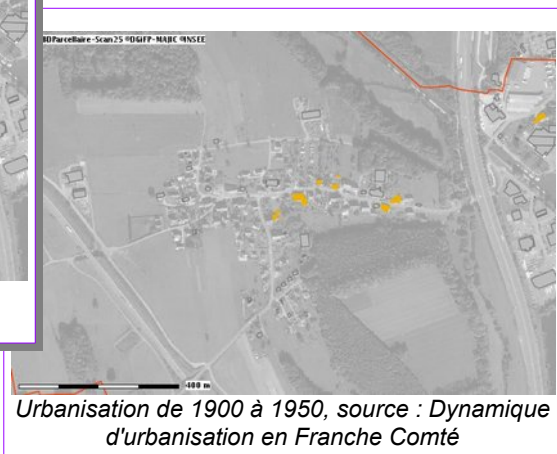 BDParcellaire-Scan25 ©DGiFP-MAJIC ©INSEE
400 m
Urbanisation de 1900 à 1950, source : Dynamique
d'urbanisation en Franche Comté